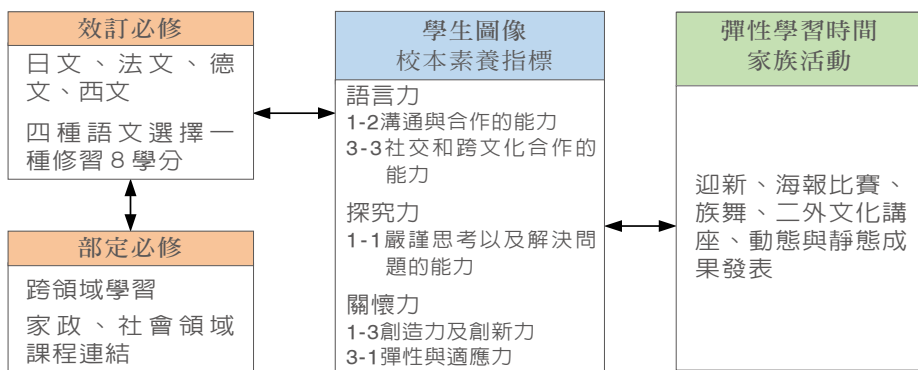 效訂必修
日文、法文、德
文、西文
四種語文選擇一
種修習8學分
部定必修
跨領域學習
家政、社會領域
課程連結
學生圖像
校本素養指標
語言力
1-2溝通與合作的能力
3-3社交和跨文化合作的
能力
探究力
1-1嚴謹思考以及解決問
題的能力
關懷力
1-3創造力及創新力
3-1彈性與適應力
彈性學習時間
家族活動
迎新、海報比賽、
族舞、二外文化講
座、動態與靜態成
果發表